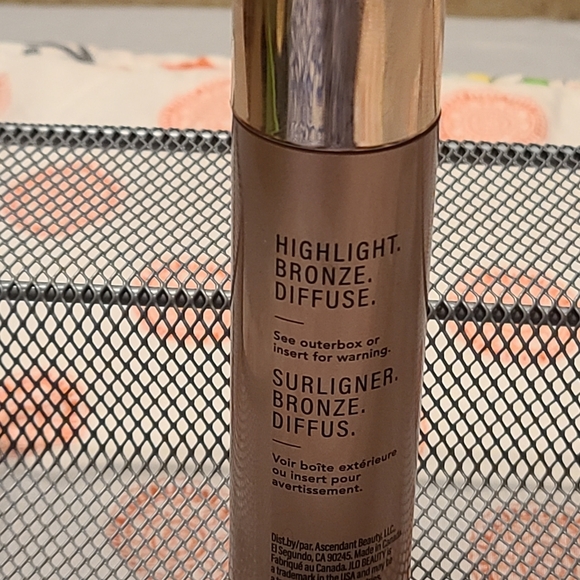 HIGHLIGHT.
BRONZE.
DIFFUSE.
See outerbox or
insert for warning.
SURLIGNER.
BRONZE.
DIFFUS.
Voir boîte extérieure
ou insert pour
avertissement.
Dist.by/par. Ascendant Beauty, LLC,
El Segundo, CA 90245. Made in Canada
Fabriqué au Canada. JLO BEAUTY is
a trademark in the USA and may be